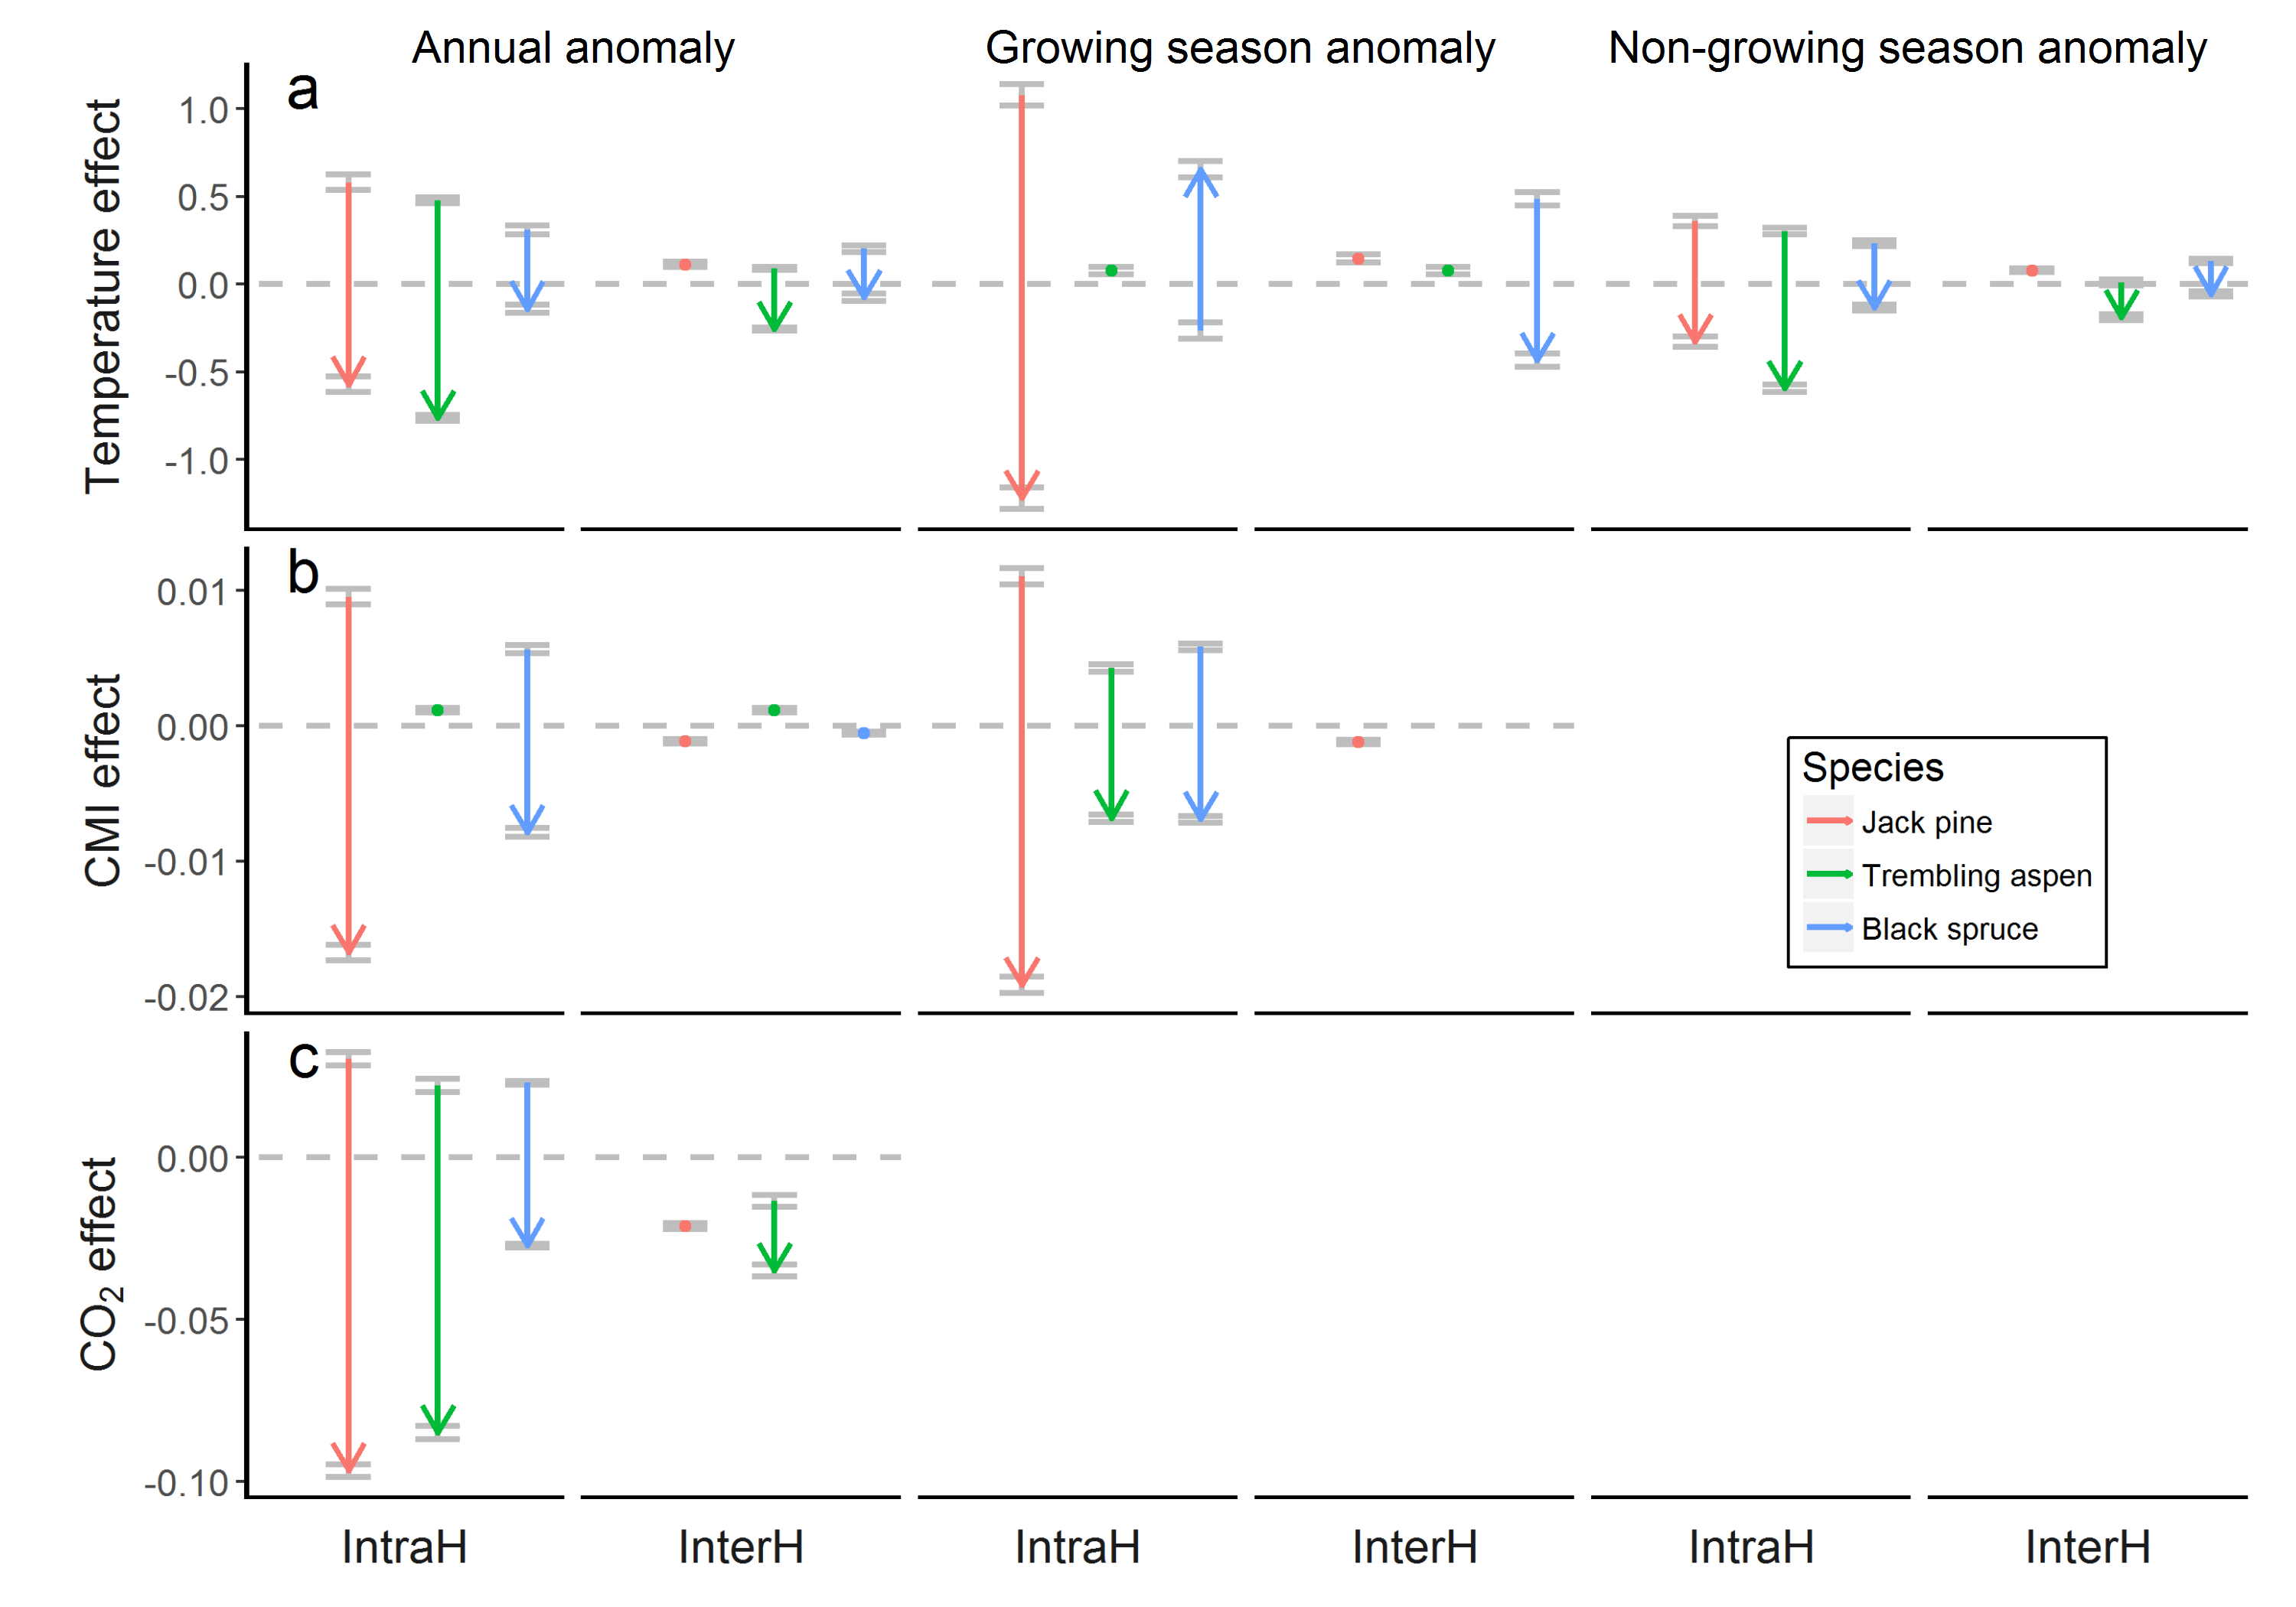 Annual anomaly
Growing season anomaly
Non-growing season anomaly
a
Temperature effect
1.0
0.5
0.0
-0.5
-1.0
b
CMI effect
0.01
0.00
-0.01
-0.02
Species
Jack pine
Trembling aspen
Black spruce
c
CO₂ effect
0.00
-0.05
-0.10
IntraH
InterH
IntraH
InterH
IntraH
InterH